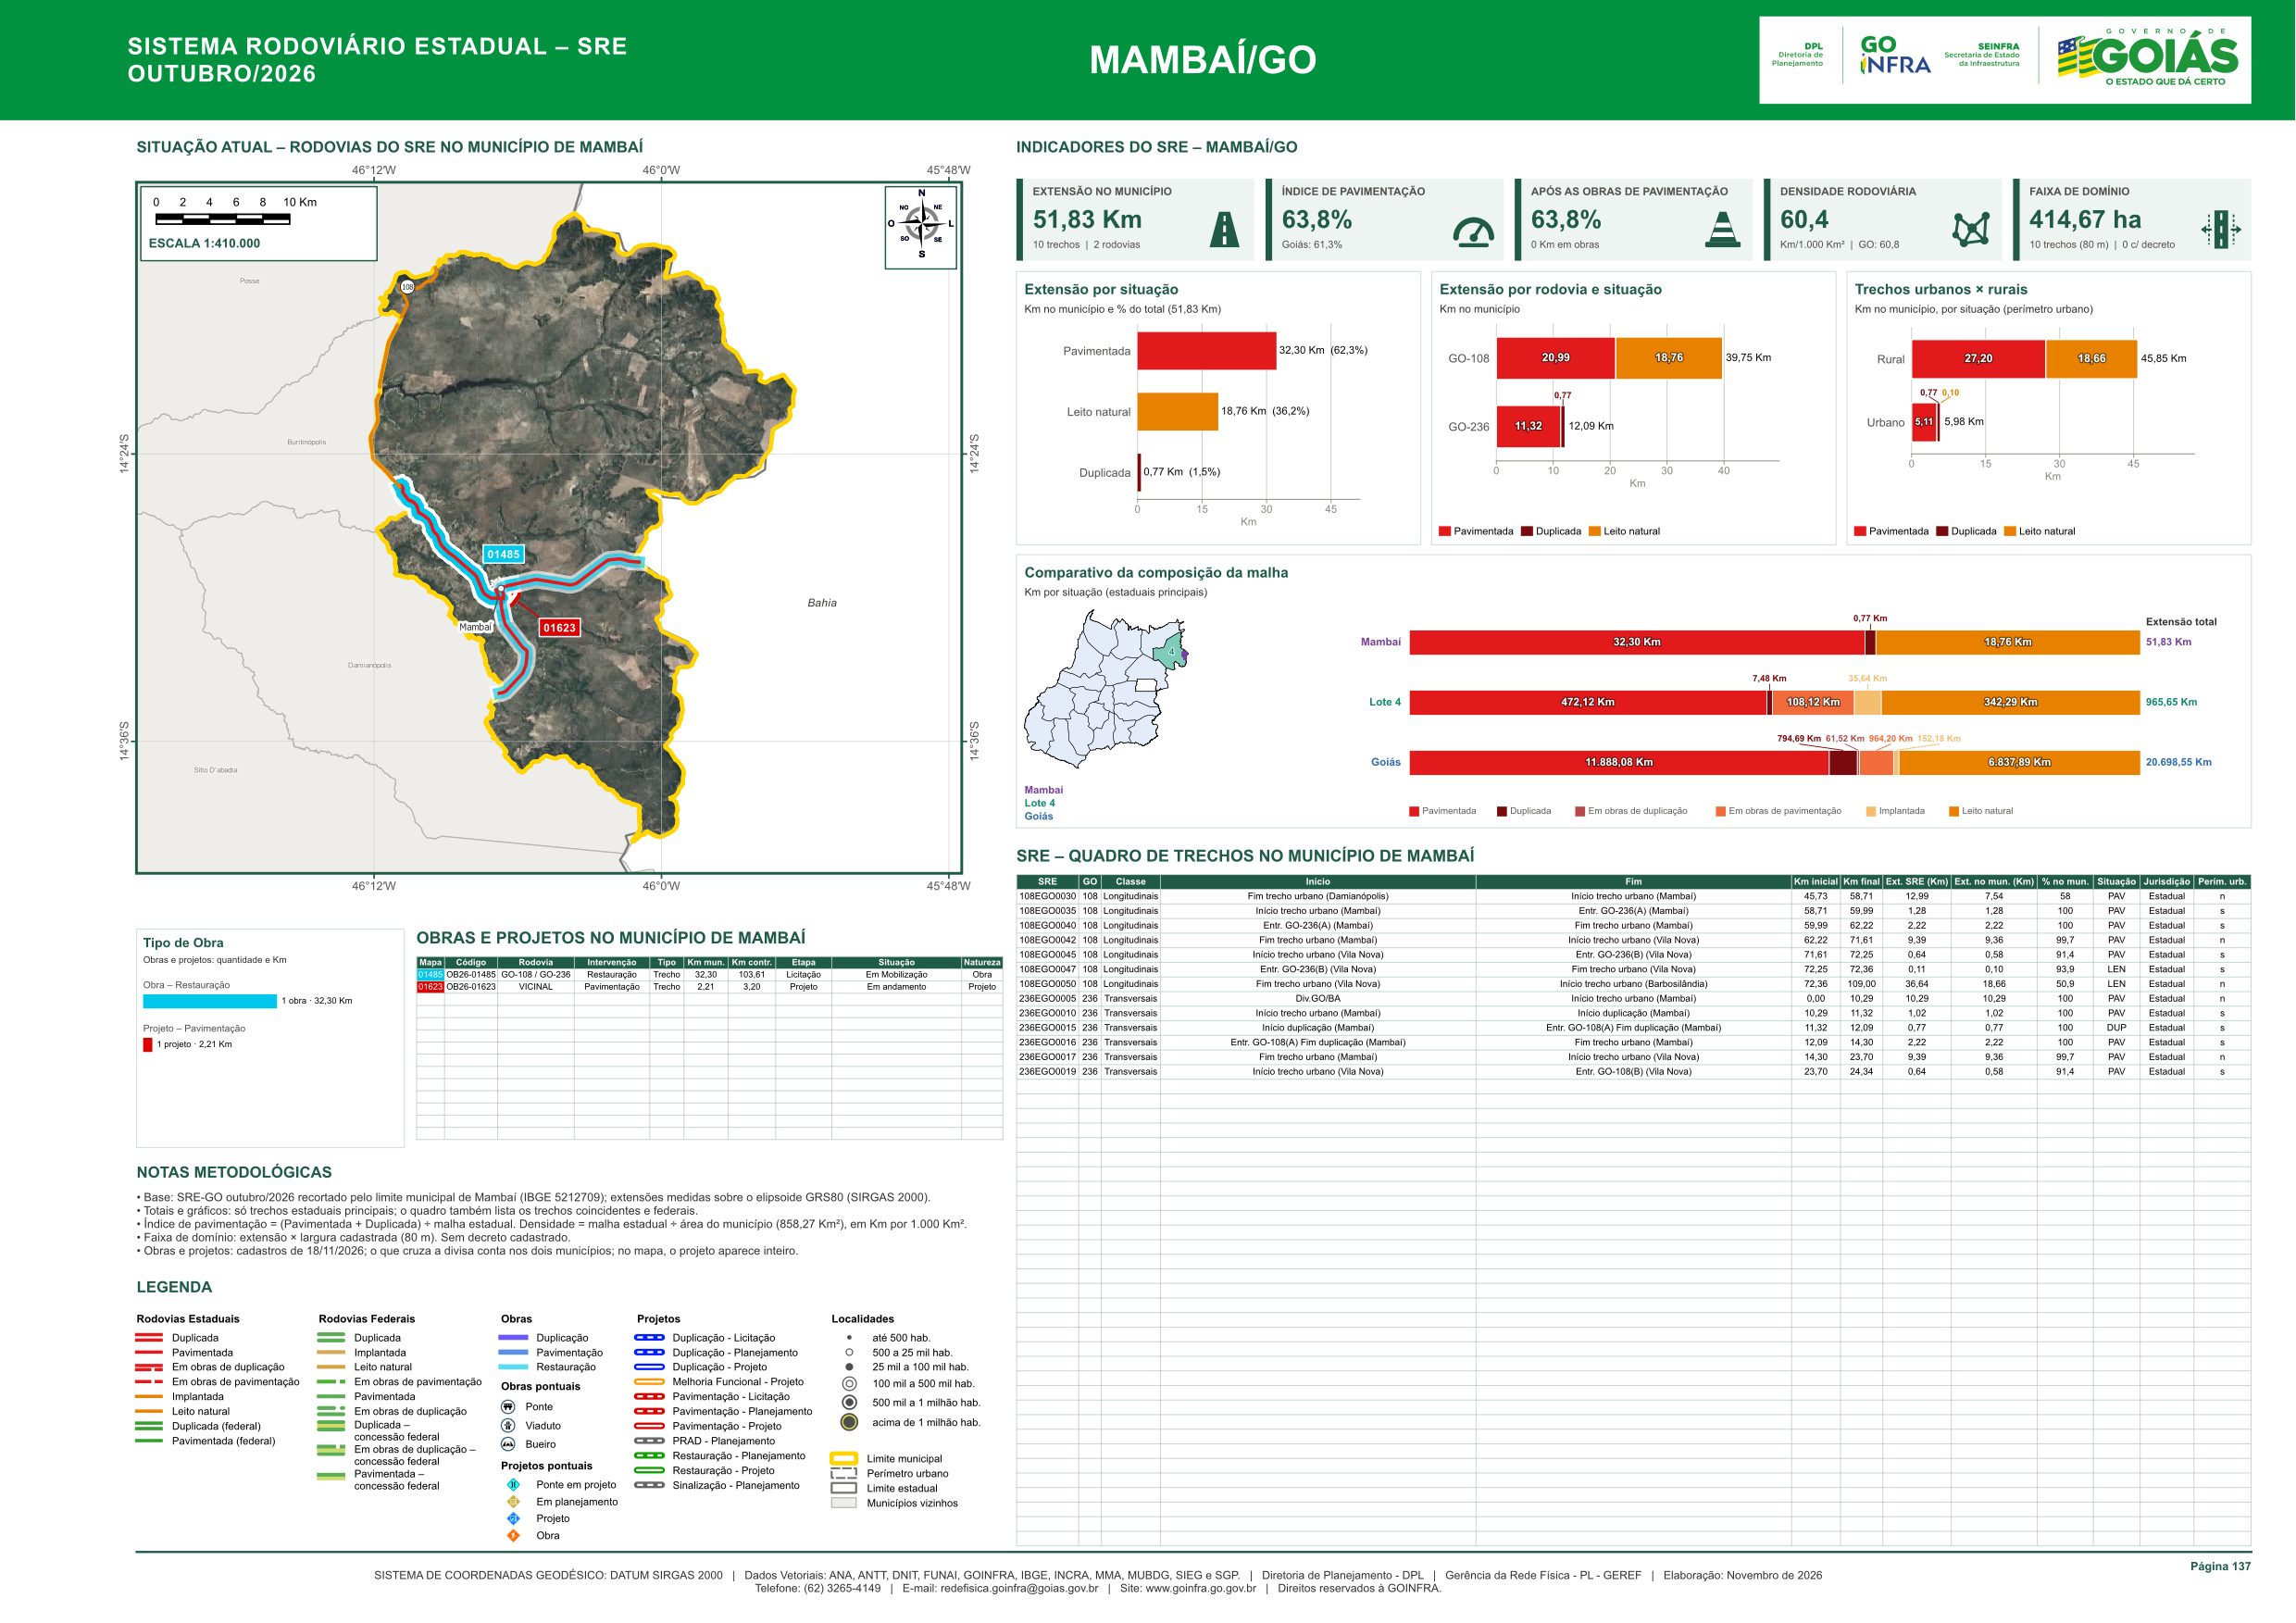 SISTEMA RODOVIÁRIO ESTADUAL – SRE
OUTUBRO/2026
MAMBAÍ/GO
DPL
Diretoria de
Planejamento
GO
iNFRA
SEINFRA
Secretaria de Estado
da Infraestrutura
GOVERNO DE
GOIÁS
O ESTADO QUE DÁ CERTO
SITUAÇÃO ATUAL – RODOVIAS DO SRE NO MUNICÍPIO DE MAMBAÍ
46°12'W 46°0'W 45°48'W
0 2 4 6 8 10 Km
ESCALA 1:410.000
N
NO NE
O L
SO SE
S
108
Posse
Buritinópolis
14°24'S 14°24'S
01485
Bahia
01623
Mambaí
Damianópolis
14°36'S 14°36'S
Sítio D'abadia
46°12'W 46°0'W 45°48'W
INDICADORES DO SRE – MAMBAÍ/GO
EXTENSÃO NO MUNICÍPIO
51,83 Km
10 trechos | 2 rodovias
ÍNDICE DE PAVIMENTAÇÃO
63,8%
Goiás: 61,3%
APÓS AS OBRAS DE PAVIMENTAÇÃO
63,8%
0 Km em obras
DENSIDADE RODOVIÁRIA
60,4
Km/1.000 Km² | GO: 60,8
FAIXA DE DOMÍNIO
414,67 ha
10 trechos (80 m) | 0 c/ decreto
Extensão por situação
Km no município e % do total (51,83 Km)
Pavimentada 32,30 Km (62,3%)
Leito natural 18,76 Km (36,2%)
Duplicada 0,77 Km (1,5%)
0 15 30 45
Km
Extensão por rodovia e situação
Km no município
GO-108 20,99 18,76 39,75 Km
0,77
GO-236 11,32 12,09 Km
0 10 20 30 40
Km
Pavimentada Duplicada Leito natural
Trechos urbanos × rurais
Km no município, por situação (perímetro urbano)
Rural 27,20 18,66 45,85 Km
0,77 0,10
Urbano 5,11 5,98 Km
0 15 30 45
Km
Pavimentada Duplicada Leito natural
Comparativo da composição da malha
Km por situação (estaduais principais)
4
Mambaí
Lote 4
Goiás
0,77 Km Extensão total
Mambaí 32,30 Km 18,76 Km 51,83 Km
7,48 Km 35,64 Km
Lote 4 472,12 Km 108,12 Km 342,29 Km 965,65 Km
794,69 Km 61,52 Km 964,20 Km 152,18 Km
Goiás 11.888,08 Km 6.837,89 Km 20.698,55 Km
Pavimentada Duplicada Em obras de duplicação Em obras de pavimentação Implantada Leito natural
SRE – QUADRO DE TRECHOS NO MUNICÍPIO DE MAMBAÍ
SRE GO Classe Início Fim Km inicial Km final Ext. SRE (Km) Ext. no mun. (Km) % no mun. Situação Jurisdição Perím. urb.
108EGO0030 108 Longitudinais Fim trecho urbano (Damianópolis) Início trecho urbano (Mambaí) 45,73 58,71 12,99 7,54 58 PAV Estadual n
108EGO0035 108 Longitudinais Início trecho urbano (Mambaí) Entr. GO-236(A) (Mambaí) 58,71 59,99 1,28 1,28 100 PAV Estadual s
108EGO0040 108 Longitudinais Entr. GO-236(A) (Mambaí) Fim trecho urbano (Mambaí) 59,99 62,22 2,22 2,22 100 PAV Estadual s
108EGO0042 108 Longitudinais Fim trecho urbano (Mambaí) Início trecho urbano (Vila Nova) 62,22 71,61 9,39 9,36 99,7 PAV Estadual n
108EGO0045 108 Longitudinais Início trecho urbano (Vila Nova) Entr. GO-236(B) (Vila Nova) 71,61 72,25 0,64 0,58 91,4 PAV Estadual s
108EGO0047 108 Longitudinais Entr. GO-236(B) (Vila Nova) Fim trecho urbano (Vila Nova) 72,25 72,36 0,11 0,10 93,9 LEN Estadual s
108EGO0050 108 Longitudinais Fim trecho urbano (Vila Nova) Início trecho urbano (Barbosilândia) 72,36 109,00 36,64 18,66 50,9 LEN Estadual n
236EGO0005 236 Transversais Div.GO/BA Início trecho urbano (Mambaí) 0,00 10,29 10,29 10,29 100 PAV Estadual n
236EGO0010 236 Transversais Início trecho urbano (Mambaí) Início duplicação (Mambaí) 10,29 11,32 1,02 1,02 100 PAV Estadual s
236EGO0015 236 Transversais Início duplicação (Mambaí) Entr. GO-108(A) Fim duplicação (Mambaí) 11,32 12,09 0,77 0,77 100 DUP Estadual s
236EGO0016 236 Transversais Entr. GO-108(A) Fim duplicação (Mambaí) Fim trecho urbano (Mambaí) 12,09 14,30 2,22 2,22 100 PAV Estadual s
236EGO0017 236 Transversais Fim trecho urbano (Mambaí) Início trecho urbano (Vila Nova) 14,30 23,70 9,39 9,36 99,7 PAV Estadual n
236EGO0019 236 Transversais Início trecho urbano (Vila Nova) Entr. GO-108(B) (Vila Nova) 23,70 24,34 0,64 0,58 91,4 PAV Estadual s
Tipo de Obra
Obras e projetos: quantidade e Km
Obra – Restauração
1 obra · 32,30 Km
Projeto – Pavimentação
1 projeto · 2,21 Km
OBRAS E PROJETOS NO MUNICÍPIO DE MAMBAÍ
Mapa Código Rodovia Intervenção Tipo Km mun. Km contr. Etapa Situação Natureza
01485 OB26-01485 GO-108 / GO-236 Restauração Trecho 32,30 103,61 Licitação Em Mobilização Obra
01623 OB26-01623 VICINAL Pavimentação Trecho 2,21 3,20 Projeto Em andamento Projeto
NOTAS METODOLÓGICAS
• Base: SRE-GO outubro/2026 recortado pelo limite municipal de Mambaí (IBGE 5212709); extensões medidas sobre o elipsoide GRS80 (SIRGAS 2000).
• Totais e gráficos: só trechos estaduais principais; o quadro também lista os trechos coincidentes e federais.
• Índice de pavimentação = (Pavimentada + Duplicada) ÷ malha estadual. Densidade = malha estadual ÷ área do município (858,27 Km²), em Km por 1.000 Km².
• Faixa de domínio: extensão × largura cadastrada (80 m). Sem decreto cadastrado.
• Obras e projetos: cadastros de 18/11/2026; o que cruza a divisa conta nos dois municípios; no mapa, o projeto aparece inteiro.
LEGENDA
Rodovias Estaduais
Duplicada
Pavimentada
Em obras de duplicação
Em obras de pavimentação
Implantada
Leito natural
Duplicada (federal)
Pavimentada (federal)
Rodovias Federais
Duplicada
Implantada
Leito natural
Em obras de pavimentação
Pavimentada
Em obras de duplicação
Duplicada –
concessão federal
Em obras de duplicação –
concessão federal
Pavimentada –
concessão federal
Obras
Duplicação
Pavimentação
Restauração
Obras pontuais
Ponte
Viaduto
Bueiro
Projetos pontuais
Ponte em projeto
Em planejamento
Projeto
Obra
Projetos
Duplicação - Licitação
Duplicação - Planejamento
Duplicação - Projeto
Melhoria Funcional - Projeto
Pavimentação - Licitação
Pavimentação - Planejamento
Pavimentação - Projeto
PRAD - Planejamento
Restauração - Planejamento
Restauração - Projeto
Sinalização - Planejamento
Localidades
até 500 hab.
500 a 25 mil hab.
25 mil a 100 mil hab.
100 mil a 500 mil hab.
500 mil a 1 milhão hab.
acima de 1 milhão hab.
Limite municipal
Perímetro urbano
Limite estadual
Municípios vizinhos
Página 137
SISTEMA DE COORDENADAS GEODÉSICO: DATUM SIRGAS 2000 | Dados Vetoriais: ANA, ANTT, DNIT, FUNAI, GOINFRA, IBGE, INCRA, MMA, MUBDG, SIEG e SGP. | Diretoria de Planejamento - DPL | Gerência da Rede Física - PL - GEREF | Elaboração: Novembro de 2026
Telefone: (62) 3265-4149 | E-mail: redefisica.goinfra@goias.gov.br | Site: www.goinfra.go.gov.br | Direitos reservados à GOINFRA.